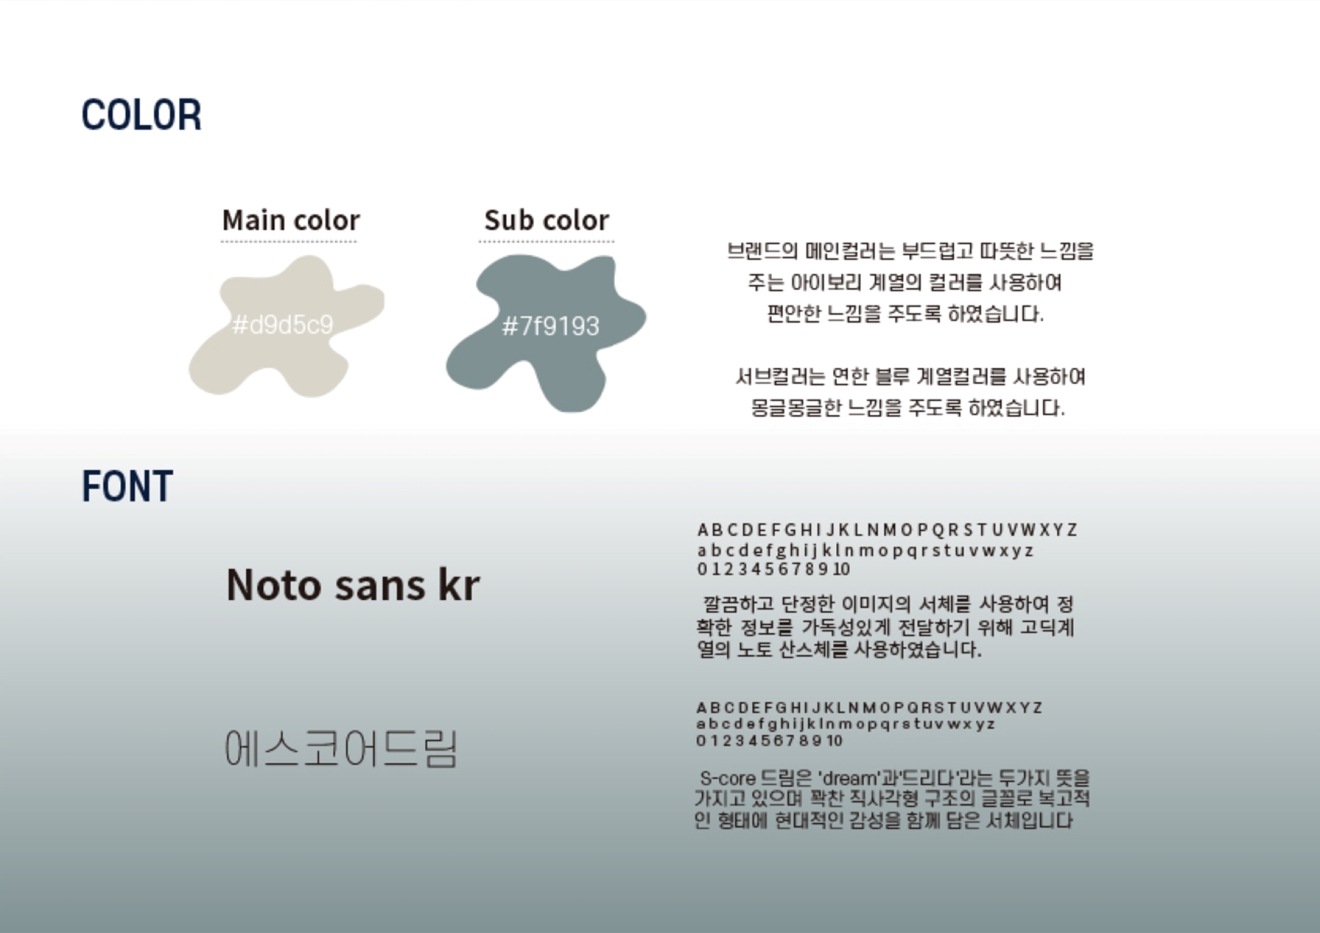 COLOR
Main color
Sub color
#d9d5c9
#7f9193
브랜드의 메인컬러는 부드럽고 따뜻한 느낌을
주는 아이보리 계열의 컬러를 사용하여
편안한 느낌을 주도록 하였습니다.
서브컬러는 연한 블루 계열컬러를 사용하여
몽글몽글한 느낌을 주도록 하였습니다.
FONT
Noto sans kr
ABCDEFGHIJKLNMOPQRSTUVWXYZ
abcdefghijklnmopqrstuvwxyz
012345678910
깔끔하고 단정한 이미지의 서체를 사용하여 정
확한 정보를 가독성있게 전달하기 위해 고딕계
열의 노토 산스체를 사용하였습니다.
에스코어드림
ABCDEFGHIJKLNMOPQRSTUVWXYZ
abcdefghijklnmopqrstuvwxyz
012345678910
S-core 드림은 'dream'과'드리다'라는 두가지 뜻을
가지고 있으며 꽉찬 직사각형 구조의 글꼴로 복고적
인 형태에 현대적인 감성을 함께 담은 서체입니다